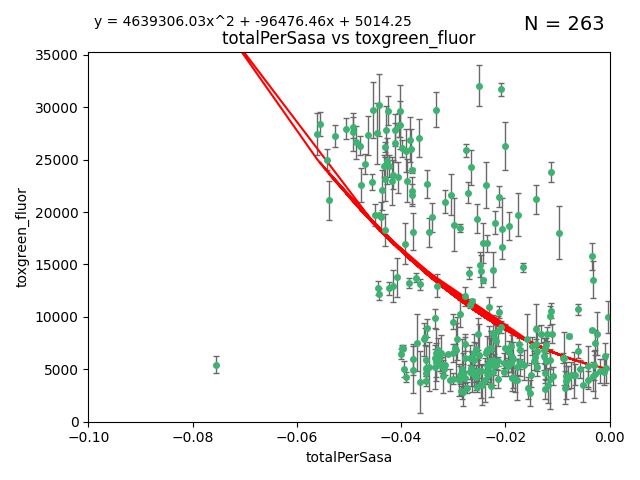 y = 4639306.03x^2 + -96476.46x + 5014.25
N = 263
totalPerSasa vs toxgreen_fluor
35000
30000
25000
20000
15000
10000
5000
0
toxgreen_fluor
−0.10 −0.08 −0.06 −0.04 −0.02 0.00
totalPerSasa